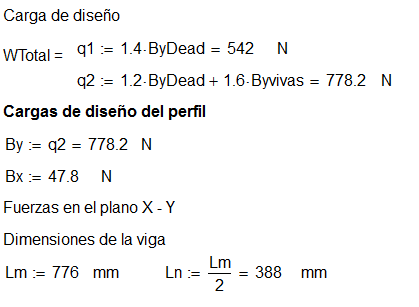 Carga de diseño
WTotal = q1 := 1.4·ByDead = 542 N
q2 := 1.2·ByDead + 1.6·Byvivas = 778.2 N
Cargas de diseño del perfil
By := q2 = 778.2 N
Bx := 47.8 N
Fuerzas en el plano X - Y
Dimensiones de la viga
Lm := 776 mm Ln := Lm/2 = 388 mm